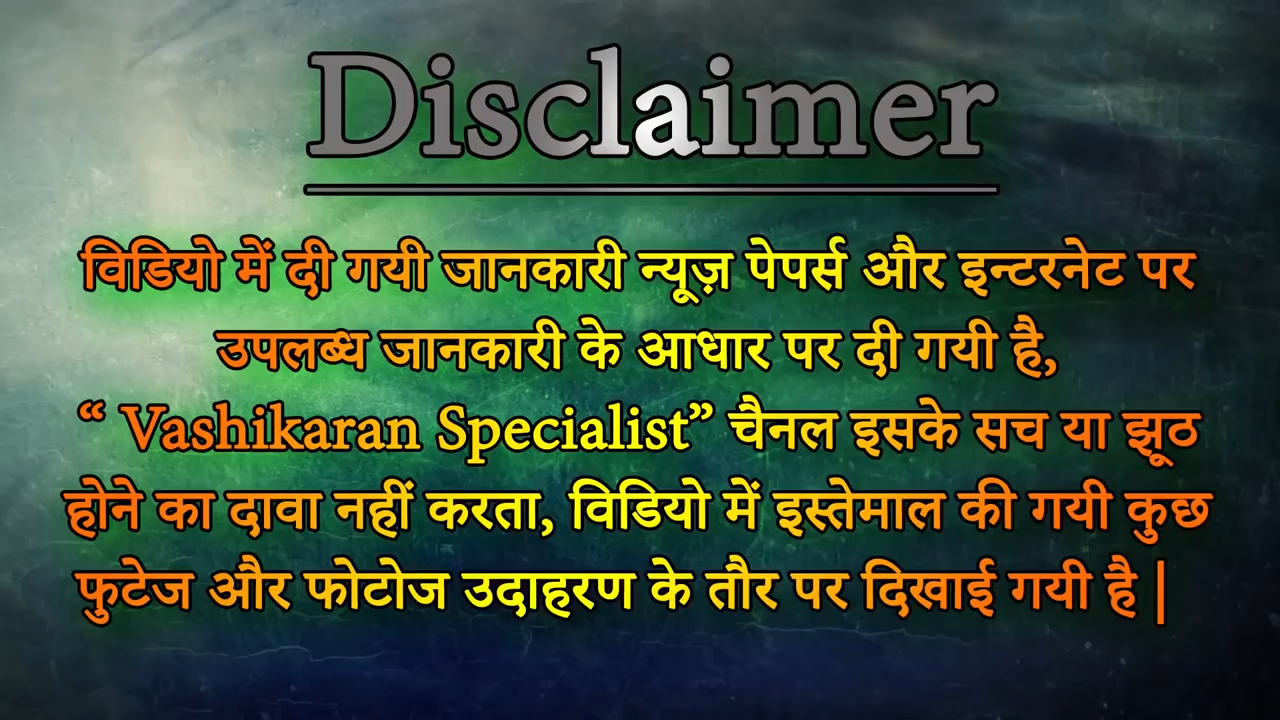 Disclaimer
विडियो में दी गयी जानकारी न्यूज़ पेपर्स और इन्टरनेट पर
उपलब्ध जानकारी के आधार पर दी गयी है,
“ Vashikaran Specialist” चैनल इसके सच या झूठ
होने का दावा नहीं करता, विडियो में इस्तेमाल की गयी कुछ
फुटेज और फोटोज उदाहरण के तौर पर दिखाई गयी है |